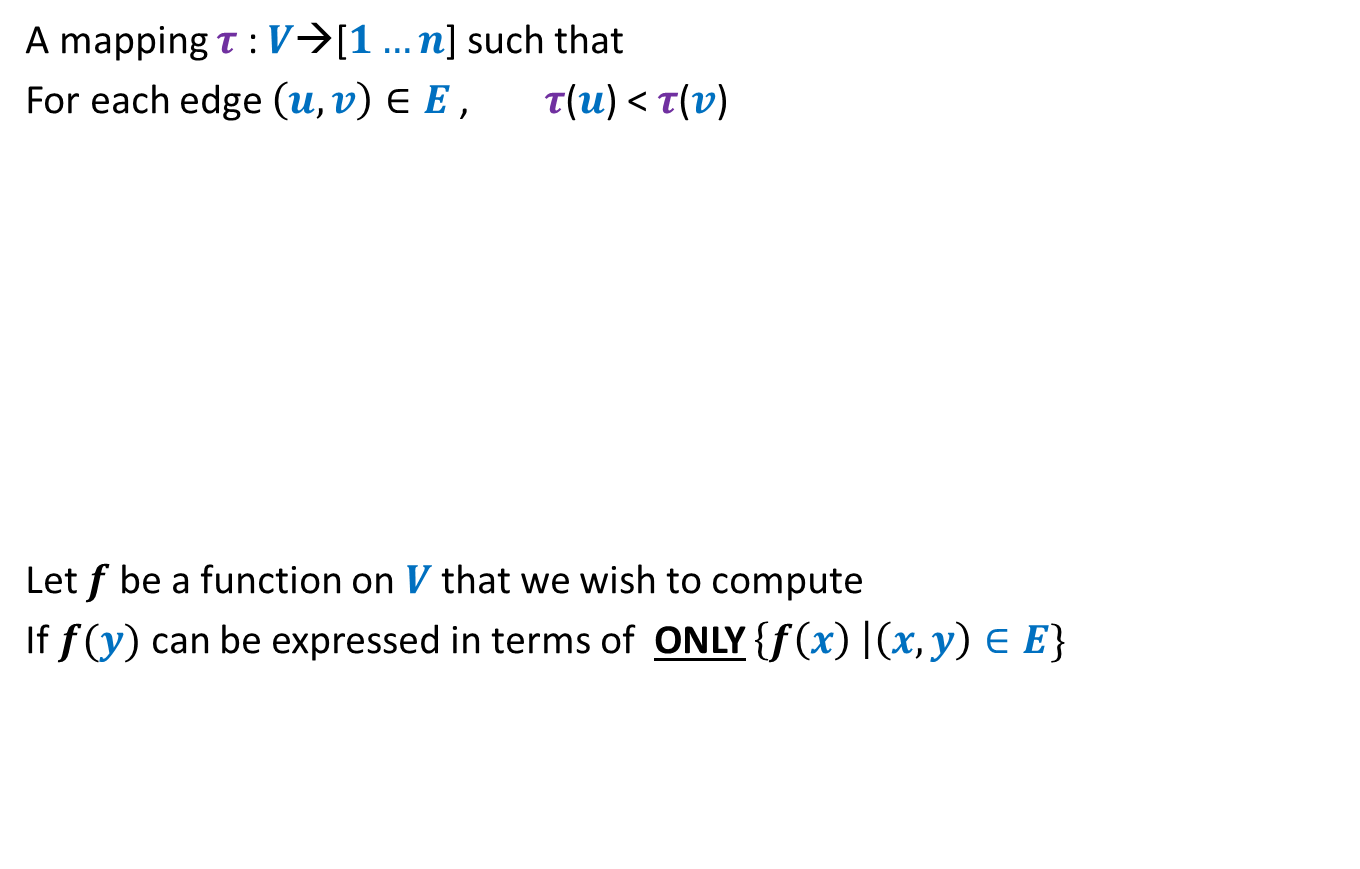 A mapping τ : V→[1 … n] such that
For each edge (u, v) ∈ E , τ(u) < τ(v)
Let f be a function on V that we wish to compute
If f(y) can be expressed in terms of ONLY {f(x) |(x, y) ∈ E}